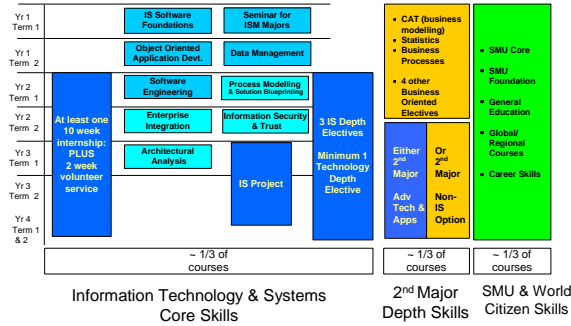 Yr 1
Term 1
Yr 1
Term 2
Yr 2
Term 1
Yr 2
Term 2
Yr 3
Term 1
Yr 3
Term 2
Yr 4
Term 1
& 2
IS Software
Foundations
Seminar for
ISM Majors
Object Oriented
Application Devt.
Data Management
Software
Engineering
Process Modelling
& Solution Blueprinting
Enterprise
Integration
Information Security
& Trust
Architectural
Analysis
IS Project
At least one
10 week
internship:
PLUS
2 week
volunteer
service
3 IS Depth
Electives
Minimum 1
Technology
Depth
Elective
• CAT (business
modelling)
• Statistics
• Business
Processes
• 4 other
Business
Oriented
Electives
Either
2nd
Major
Adv
Tech &
Apps
Or
2nd
Major
Non-
IS
Option
• SMU Core
• SMU
Foundation
• General
Education
• Global/
Regional
Courses
• Career Skills
~ 1/3 of
courses
~ 1/3 of
courses
~ 1/3 of
courses
Information Technology & Systems
Core Skills
2nd Major
Depth Skills
SMU & World
Citizen Skills